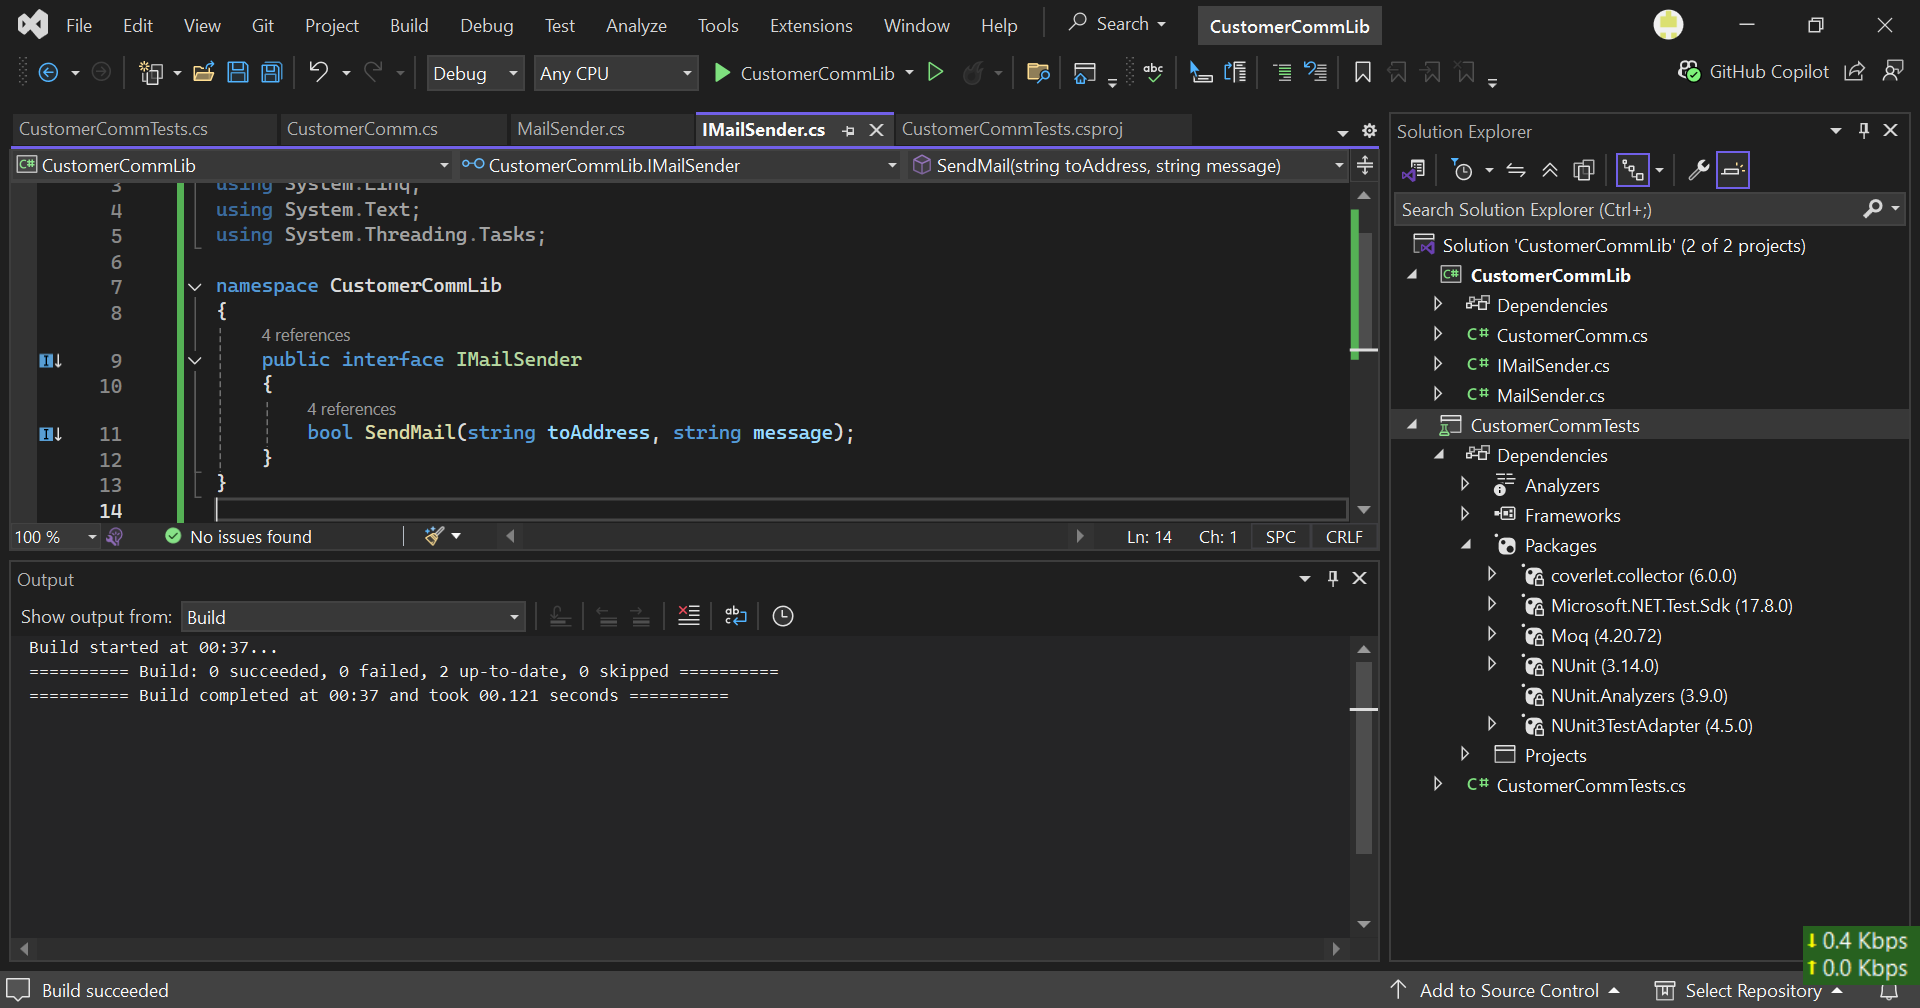 File Edit View Git Project Build Debug Test Analyze Tools Extensions Window Help Search CustomerCommLib
Debug Any CPU CustomerCommLib GitHub Copilot
CustomerCommTests.cs CustomerComm.cs MailSender.cs IMailSender.cs CustomerCommTests.csproj
C# CustomerCommLib CustomerCommLib.IMailSender SendMail(string toAddress, string message)
3 using System.Linq;
4 using System.Text;
5 using System.Threading.Tasks;
6
7 namespace CustomerCommLib
8 {
4 references
9 public interface IMailSender
10 {
4 references
11 bool SendMail(string toAddress, string message);
12 }
13 }
14
100 % No issues found Ln: 14 Ch: 1 SPC CRLF
Output
Show output from: Build
Build started at 00:37...
========== Build: 0 succeeded, 0 failed, 2 up-to-date, 0 skipped ==========
========== Build completed at 00:37 and took 00.121 seconds ==========
Solution Explorer
Search Solution Explorer (Ctrl+;)
Solution 'CustomerCommLib' (2 of 2 projects)
C# CustomerCommLib
Dependencies
C# CustomerComm.cs
C# IMailSender.cs
C# MailSender.cs
CustomerCommTests
Dependencies
Analyzers
Frameworks
Packages
coverlet.collector (6.0.0)
Microsoft.NET.Test.Sdk (17.8.0)
Moq (4.20.72)
NUnit (3.14.0)
NUnit.Analyzers (3.9.0)
NUnit3TestAdapter (4.5.0)
Projects
C# CustomerCommTests.cs
0.4 Kbps
0.0 Kbps
Build succeeded Add to Source Control Select Repository